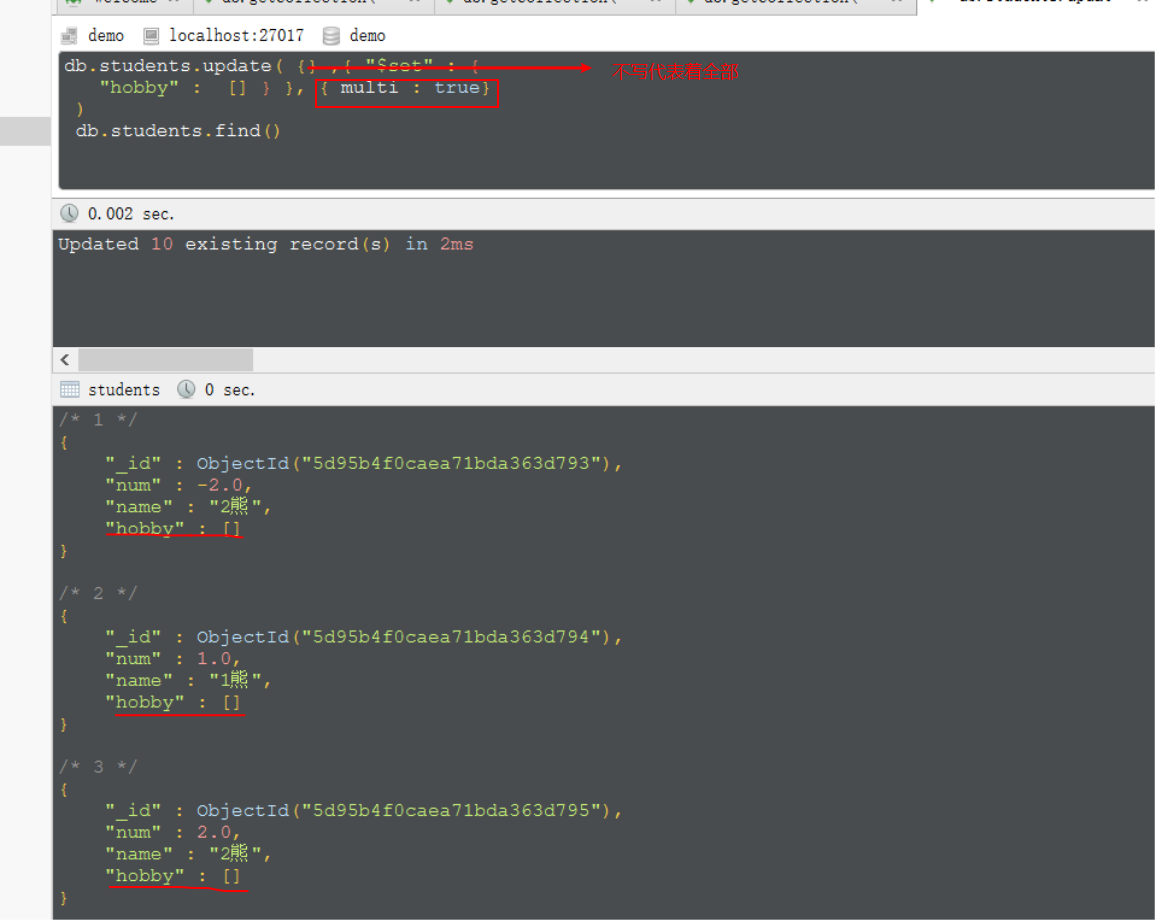 demo localhost:27017 demo
db.students.update( {} ,{ "$set" : { 不写代表着全部
"hobby" : [] } }, { multi : true}
)
db.students.find()
0.002 sec.
Updated 10 existing record(s) in 2ms
students 0 sec.
/* 1 */
{
"_id" : ObjectId("5d95b4f0caea71bda363d793"),
"num" : -2.0,
"name" : "2熊",
"hobby" : []
}
/* 2 */
{
"_id" : ObjectId("5d95b4f0caea71bda363d794"),
"num" : 1.0,
"name" : "1熊",
"hobby" : []
}
/* 3 */
{
"_id" : ObjectId("5d95b4f0caea71bda363d795"),
"num" : 2.0,
"name" : "2熊",
"hobby" : []
}